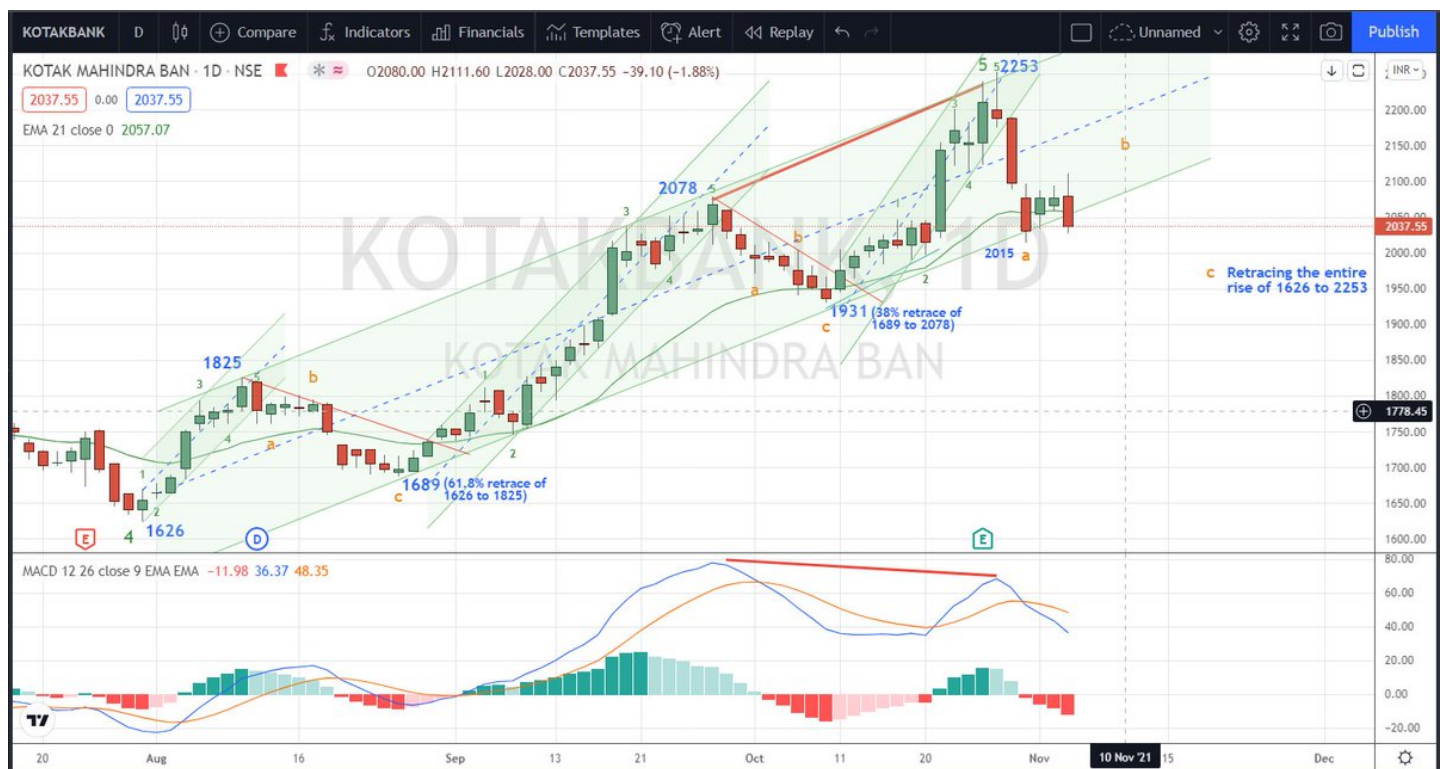 KOTAKBANK D Compare Indicators Financials Templates Alert Replay Unnamed Publish
KOTAK MAHINDRA BAN · 1D · NSE O2080.00 H2111.60 L2028.00 C2037.55 −39.10 (−1.88%)
INR
2037.55 0.00 2037.55
EMA 21 close 0 2057.07
KOTAKBANK, 1D
KOTAK MAHINDRA BAN
5
5
2253
3
4
1
2
2078
5
3
4
1
2
b
a
c
1931 (38% retrace of
1689 to 2078)
2015
a
b
c Retracing the entire
rise of 1626 to 2253
1825
3
5
4
1
2
b
a
c
1689 (61.8% retrace of
1626 to 1825)
4
1626
E
D
E
2200.00
2150.00
2100.00
2050.00
2037.55
2000.00
1950.00
1900.00
1850.00
1800.00
1778.45
1750.00
1700.00
1650.00
1600.00
MACD 12 26 close 9 EMA EMA −11.98 36.37 48.35
80.00
60.00
40.00
20.00
0.00
−20.00
20 Aug 16 Sep 13 21 Oct 11 20 Nov 10 Nov '21 15 Dec